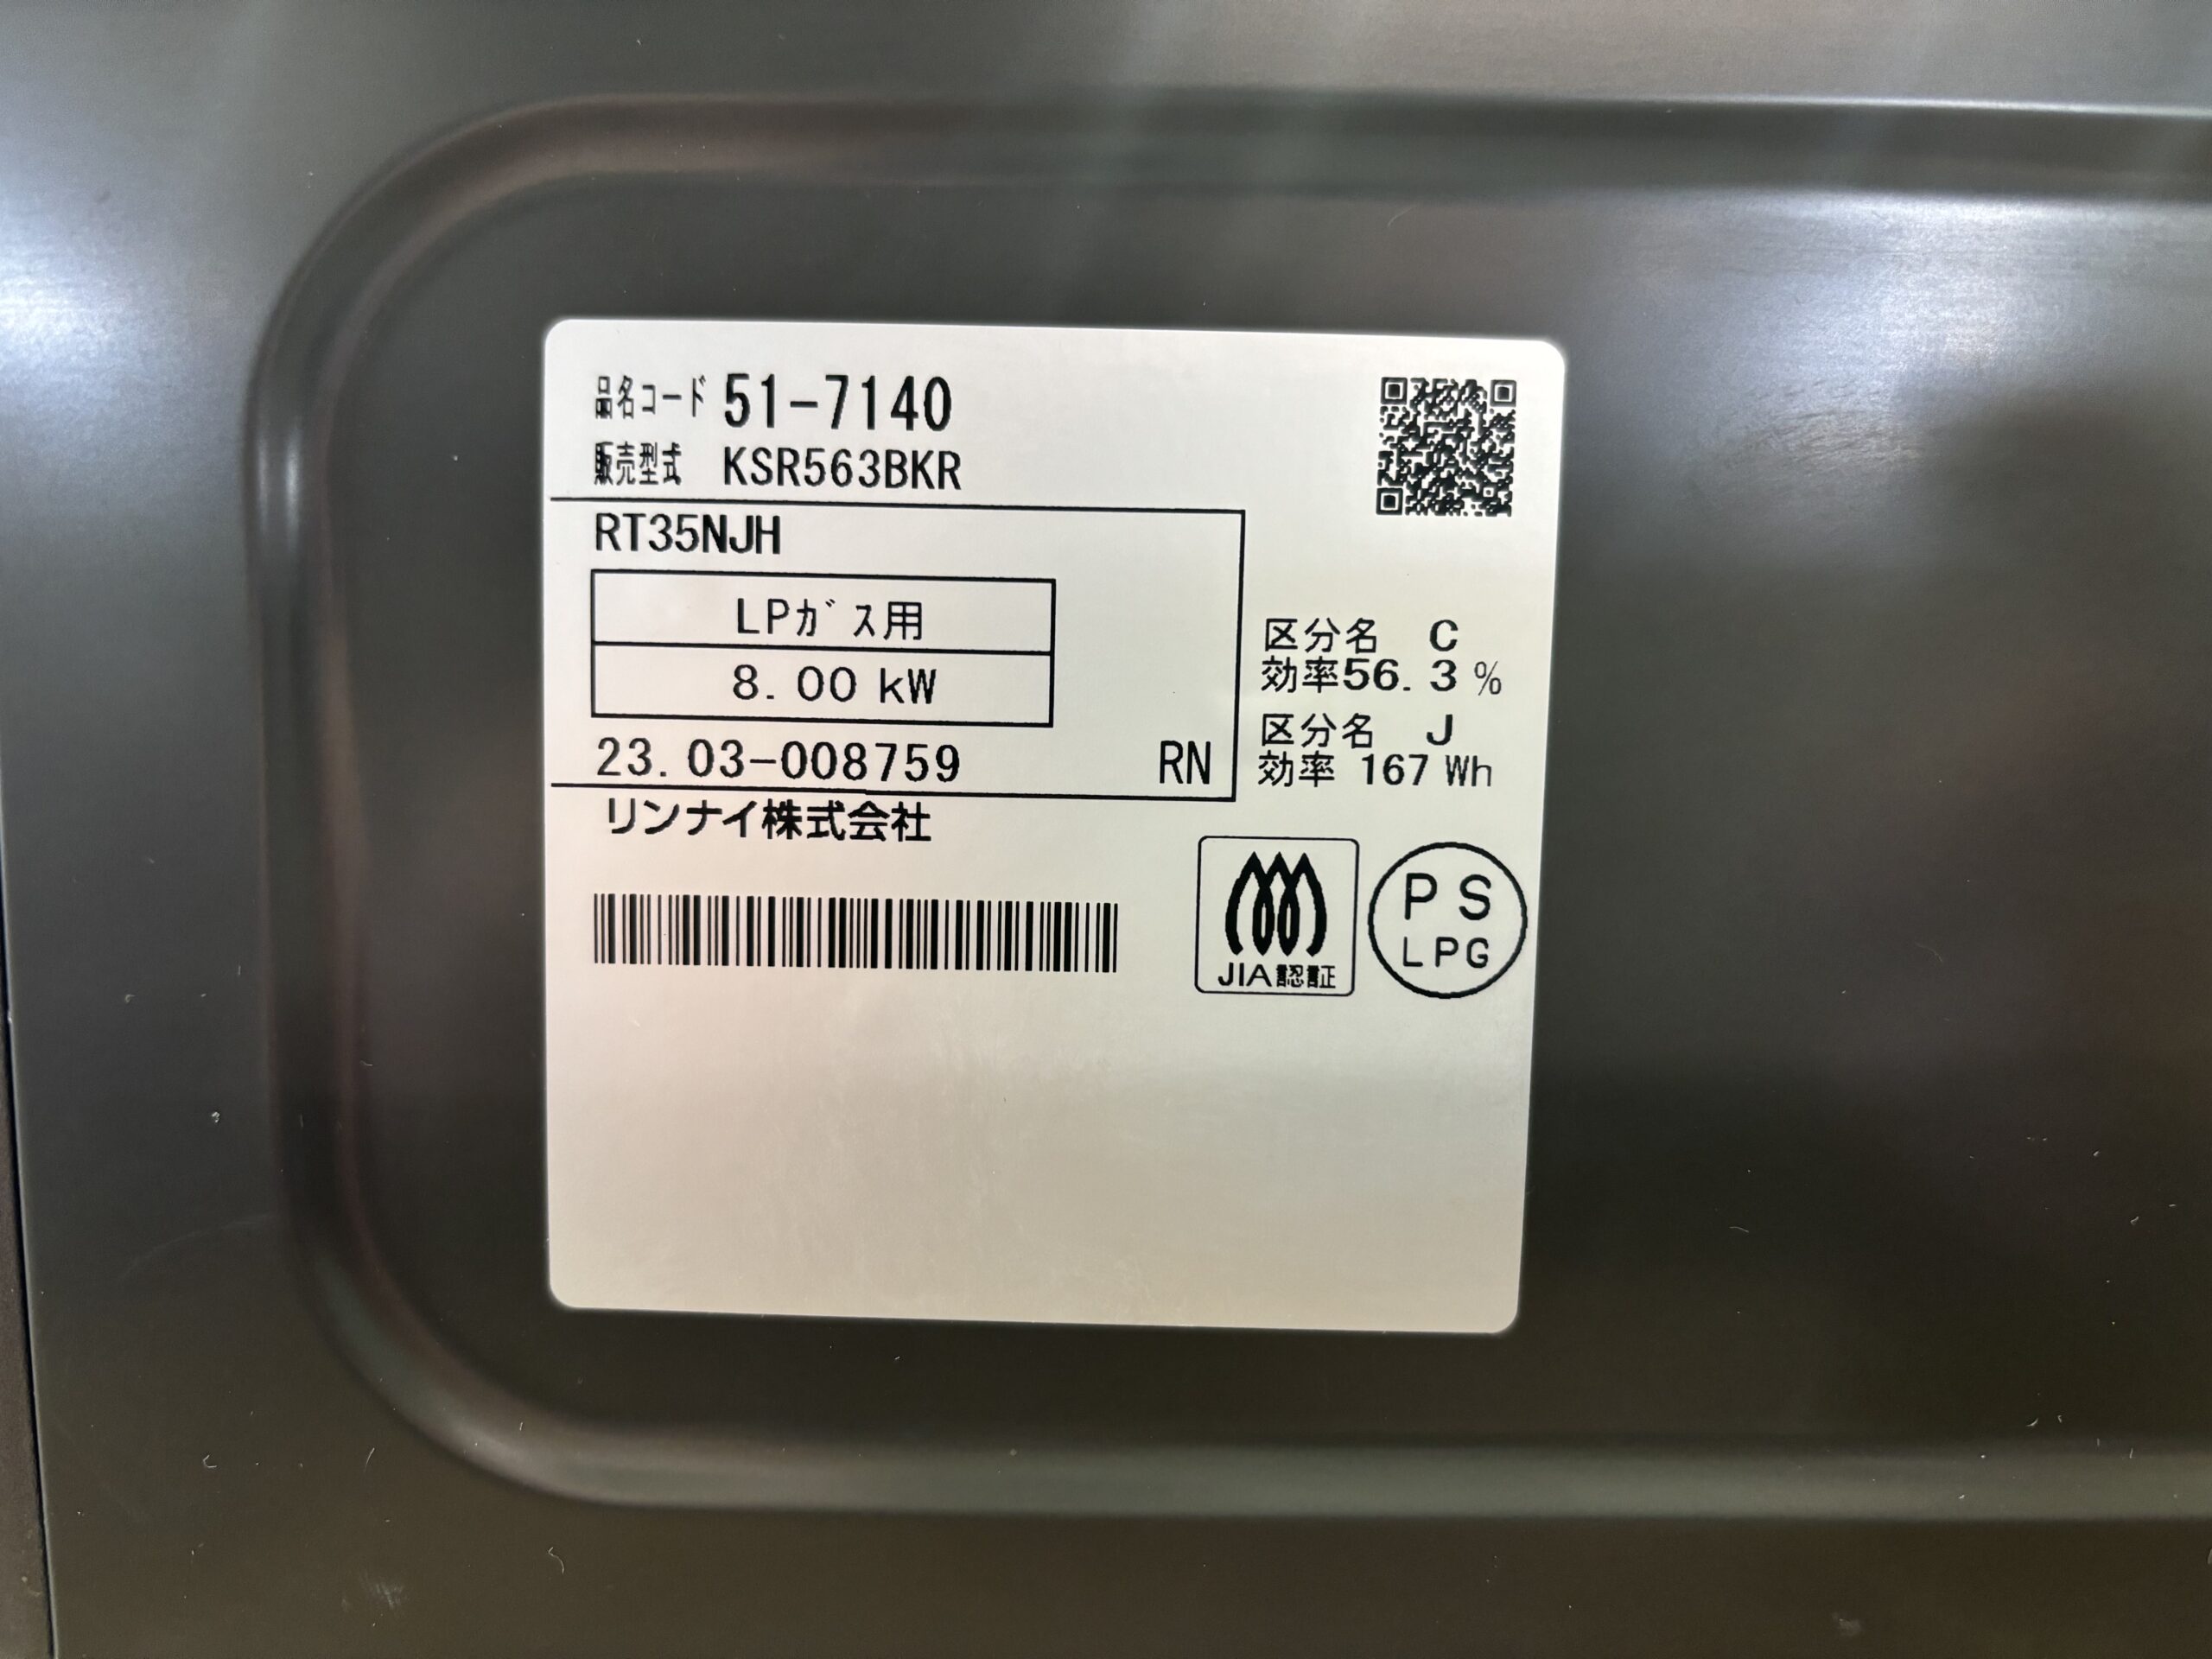 品名コード 51-7140
販売型式 KSR563BKR
RT35NJH
LPガス用
8.00 kW
23.03-008759 RN
リンナイ株式会社
区分名 C
効率56.3 %
区分名 J
効率 167 Wh
JIA認証
PS
LPG